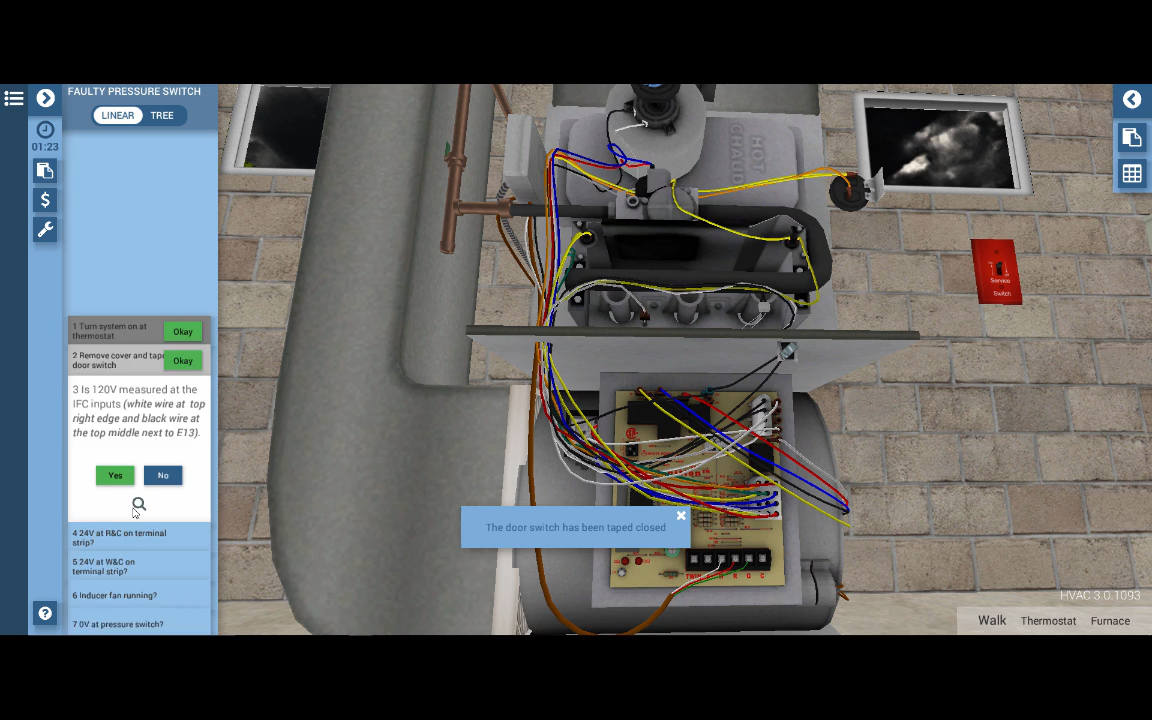 FAULTY PRESSURE SWITCH
LINEAR
TREE
01:23
$
1 Turn system on at
thermostat
Okay
2 Remove cover and tape
door switch
Okay
3 Is 120V measured at the
IFC inputs (white wire at top
right edge and black wire at
the top middle next to E13).
Yes
No
4 24V at R&C on terminal
strip?
5 24V at W&C on
terminal strip?
6 Inducer fan running?
7 0V at pressure switch?
?
HOT
CHAUD
Service
Switch
The door switch has been taped closed
TWIN
R
G
C
HVAC 3.0.1093
Walk
Thermostat
Furnace